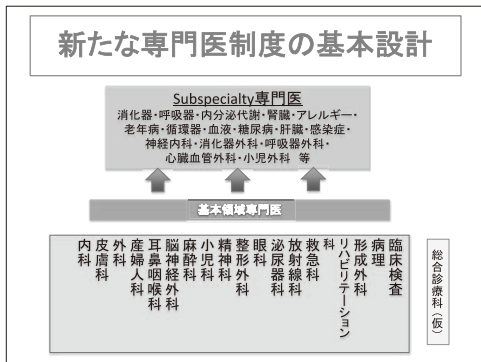 新たな専門医制度の基本設計
Subspecialty専門医
消化器・呼吸器・内分泌代謝・腎臓・アレルギー・
老年病・循環器・血液・糖尿病・肝臓・感染症・
神経内科・消化器外科・呼吸器外科・
心臓血管外科・小児外科 等
基本領域専門医
内科
皮膚科
外科
産婦人科
耳鼻咽喉科
脳神経外科
麻酔科
小児科
精神科
整形外科
眼科
泌尿器科
放射線科
救急科
リハビリテーション
科
形成外科
病理
臨床検査
総合診療科(仮)